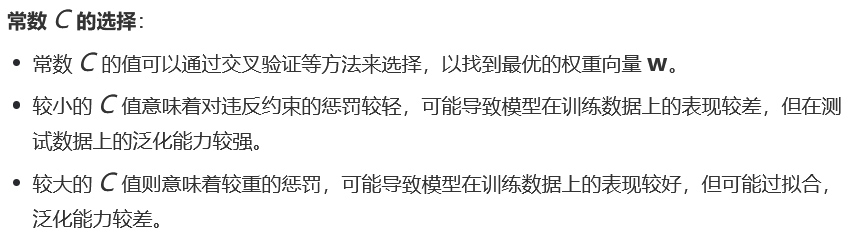 常数 C 的选择：
• 常数 C 的值可以通过交叉验证等方法来选择，以找到最优的权重向量 w。
• 较小的 C 值意味着对违反约束的惩罚较轻，可能导致模型在训练数据上的表现较差，但在测
试数据上的泛化能力较强。
• 较大的 C 值则意味着较重的惩罚，可能导致模型在训练数据上的表现较好，但可能过拟合，
泛化能力较差。